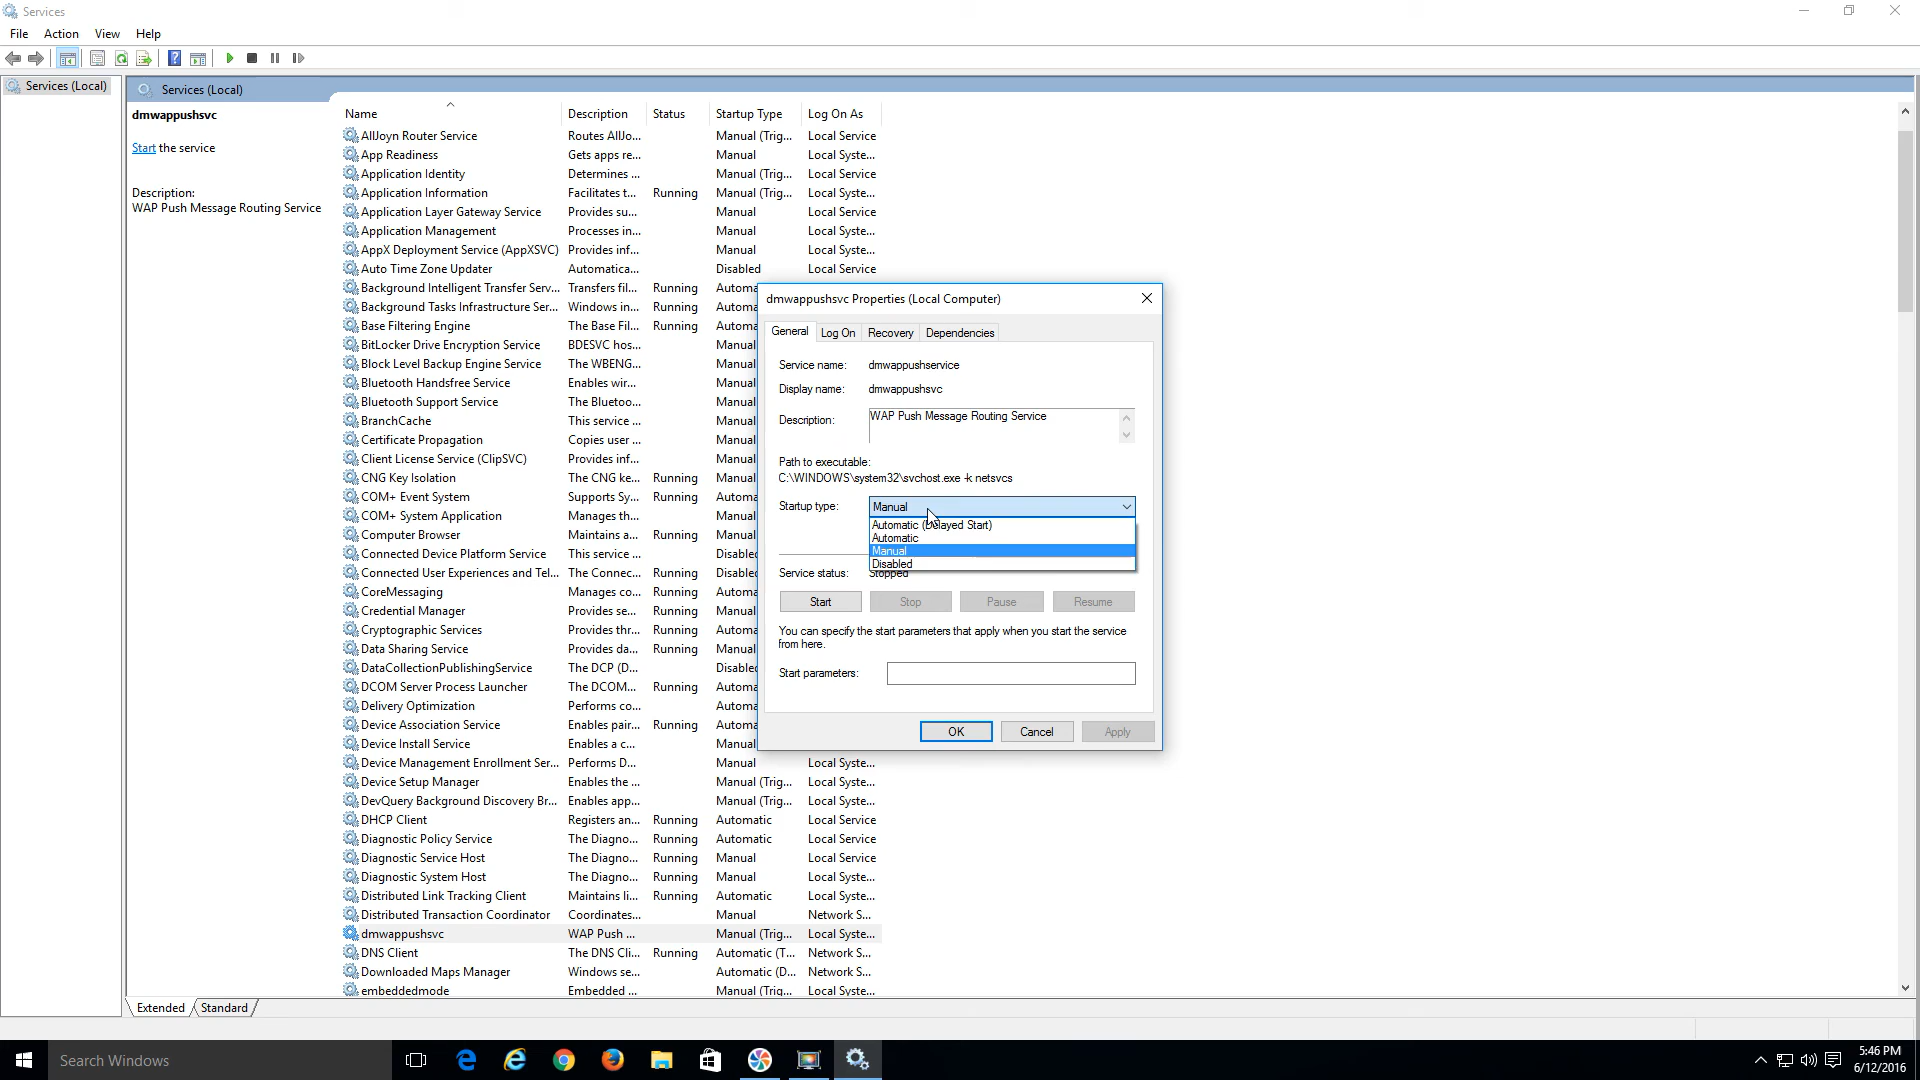 Services
File Action View Help
Services (Local)
Services (Local)
dmwappushsvc
Start the service
Description:
WAP Push Message Routing Service
Name Description Status Startup Type Log On As
AllJoyn Router Service Routes AllJo... Manual (Trig... Local Service
App Readiness Gets apps re... Manual Local Syste...
Application Identity Determines ... Manual (Trig... Local Service
Application Information Facilitates t... Running Manual (Trig... Local Syste...
Application Layer Gateway Service Provides su... Manual Local Service
Application Management Processes in... Manual Local Syste...
AppX Deployment Service (AppXSVC) Provides inf... Manual Local Syste...
Auto Time Zone Updater Automatica... Disabled Local Service
Background Intelligent Transfer Serv... Transfers fil... Running Automa
Background Tasks Infrastructure Ser... Windows in... Running Automa
Base Filtering Engine The Base Fil... Running Automa
BitLocker Drive Encryption Service BDESVC hos... Manual
Block Level Backup Engine Service The WBENG... Manual
Bluetooth Handsfree Service Enables wir... Manual
Bluetooth Support Service The Bluetoo... Manual
BranchCache This service ... Manual
Certificate Propagation Copies user ... Manual
Client License Service (ClipSVC) Provides inf... Manual
CNG Key Isolation The CNG ke... Running Manual
COM+ Event System Supports Sy... Running Automa
COM+ System Application Manages th... Manual
Computer Browser Maintains a... Running Manual
Connected Device Platform Service This service ... Disable
Connected User Experiences and Tel... The Connec... Running Disable
CoreMessaging Manages co... Running Automa
Credential Manager Provides se... Running Manual
Cryptographic Services Provides thr... Running Automa
Data Sharing Service Provides da... Running Manual
DataCollectionPublishingService The DCP (D... Disable
DCOM Server Process Launcher The DCOM... Running Automa
Delivery Optimization Performs co... Automa
Device Association Service Enables pair... Running Automa
Device Install Service Enables a c... Manual
Device Management Enrollment Ser... Performs D... Manual Local Syste...
Device Setup Manager Enables the ... Manual (Trig... Local Syste...
DevQuery Background Discovery Br... Enables app... Manual (Trig... Local Syste...
DHCP Client Registers an... Running Automatic Local Service
Diagnostic Policy Service The Diagno... Running Automatic Local Service
Diagnostic Service Host The Diagno... Running Manual Local Service
Diagnostic System Host The Diagno... Running Manual Local Syste...
Distributed Link Tracking Client Maintains li... Running Automatic Local Syste...
Distributed Transaction Coordinator Coordinates... Manual Network S...
dmwappushsvc WAP Push ... Manual (Trig... Local Syste...
DNS Client The DNS Cli... Running Automatic (T... Network S...
Downloaded Maps Manager Windows se... Automatic (D... Network S...
embeddedmode Embedded ... Manual (Trig... Local Syste...
Extended Standard
dmwappushsvc Properties (Local Computer)
General Log On Recovery Dependencies
Service name: dmwappushservice
Display name: dmwappushsvc
Description: WAP Push Message Routing Service
Path to executable:
C:\WINDOWS\system32\svchost.exe -k netsvcs
Startup type: Manual
Automatic (Delayed Start)
Automatic
Manual
Disabled
Service status: Stopped
Start Stop Pause Resume
You can specify the start parameters that apply when you start the service
from here.
Start parameters:
OK Cancel Apply
Search Windows
5:46 PM
6/12/2016